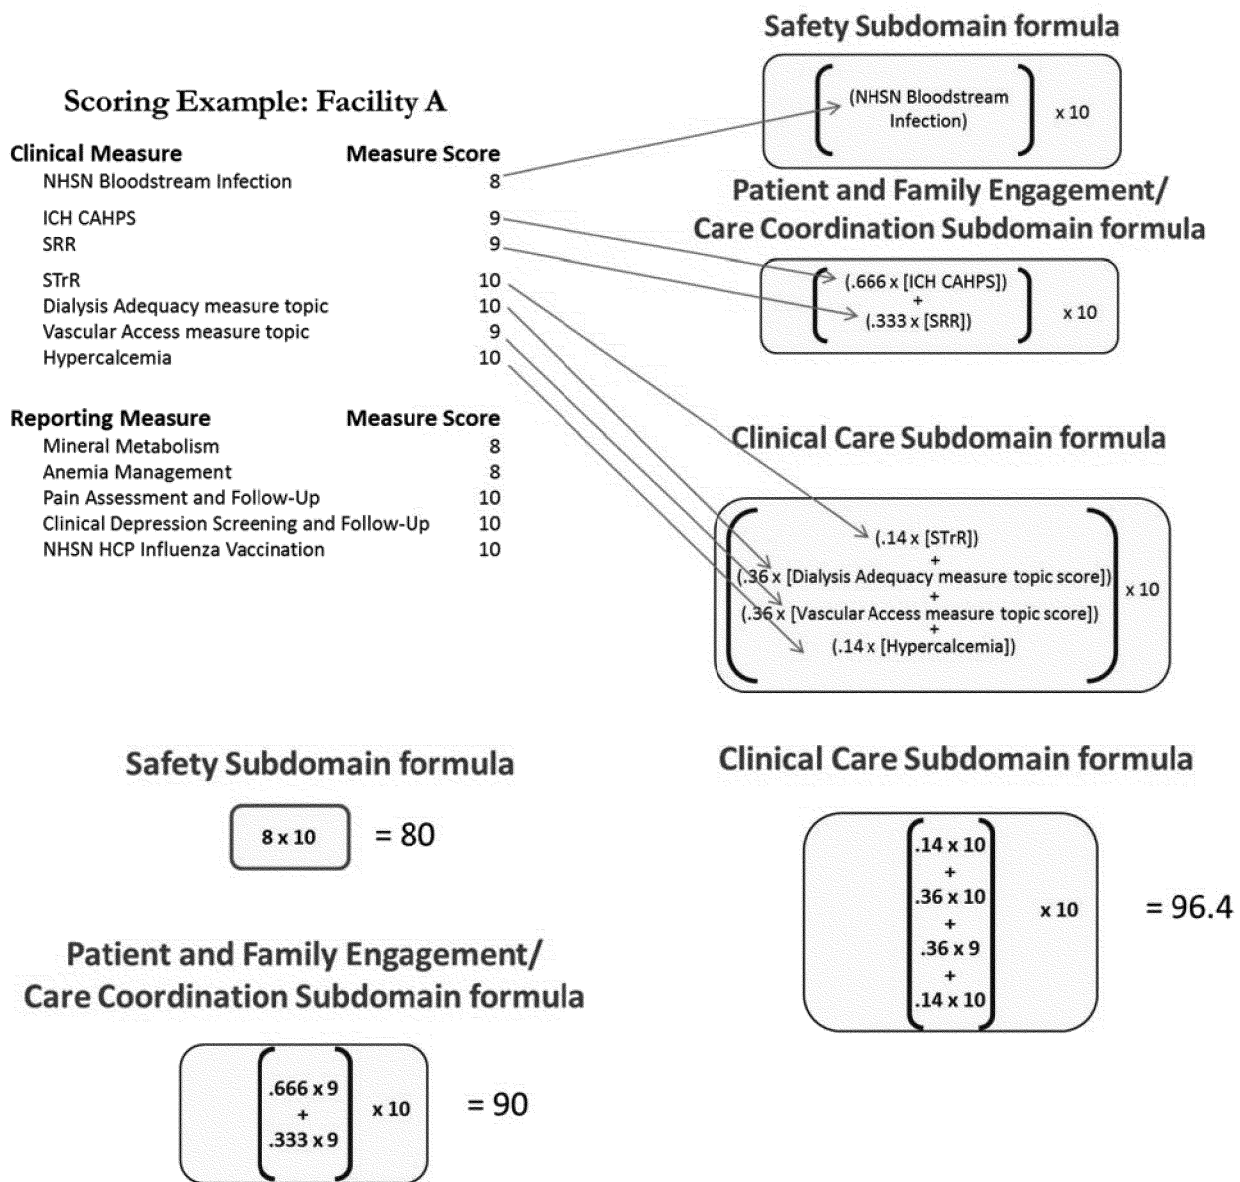 Scoring Example: Facility A
Clinical Measure Measure Score
NHSN Bloodstream Infection 8
ICH CAHPS 9
SRR 9
STrR 10
Dialysis Adequacy measure topic 10
Vascular Access measure topic 9
Hypercalcemia 10
Reporting Measure Measure Score
Mineral Metabolism 8
Anemia Management 8
Pain Assessment and Follow-Up 10
Clinical Depression Screening and Follow-Up 10
NHSN HCP Influenza Vaccination 10
Safety Subdomain formula
(NHSN Bloodstream
Infection)
x 10
Patient and Family Engagement/
Care Coordination Subdomain formula
(.666 x [ICH CAHPS])
+
(.333 x [SRR])
x 10
Clinical Care Subdomain formula
(.14 x [STrR])
+
(.36 x [Dialysis Adequacy measure topic score])
+
(.36 x [Vascular Access measure topic score])
+
(.14 x [Hypercalcemia])
x 10
Safety Subdomain formula
8 x 10 = 80
Patient and Family Engagement/
Care Coordination Subdomain formula
.666 x 9
+
.333 x 9
x 10 = 90
Clinical Care Subdomain formula
.14 x 10
+
.36 x 10
+
.36 x 9
+
.14 x 10
x 10 = 96.4